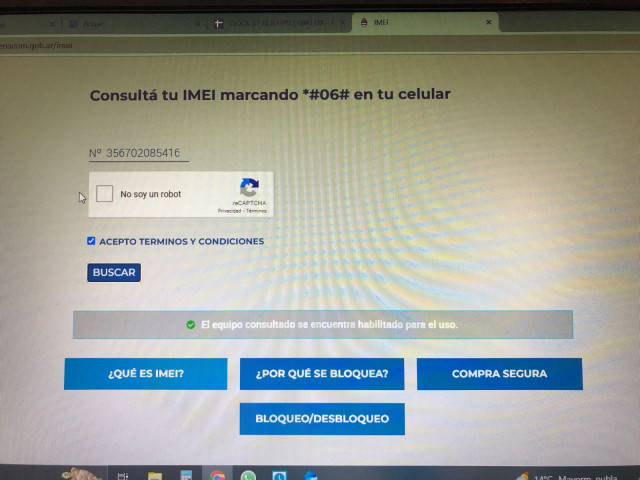 IMEI
enacom.gob.ar/imei
Consultá tu IMEI marcando *#06# en tu celular
Nº 356702085416
No soy un robot
reCAPTCHA
Privacidad - Términos
ACEPTO TERMINOS Y CONDICIONES
BUSCAR
El equipo consultado se encuentra habilitado para el uso.
¿QUÉ ES IMEI?
¿POR QUÉ SE BLOQUEA?
COMPRA SEGURA
BLOQUEO/DESBLOQUEO
14°C Mayorm. nubla